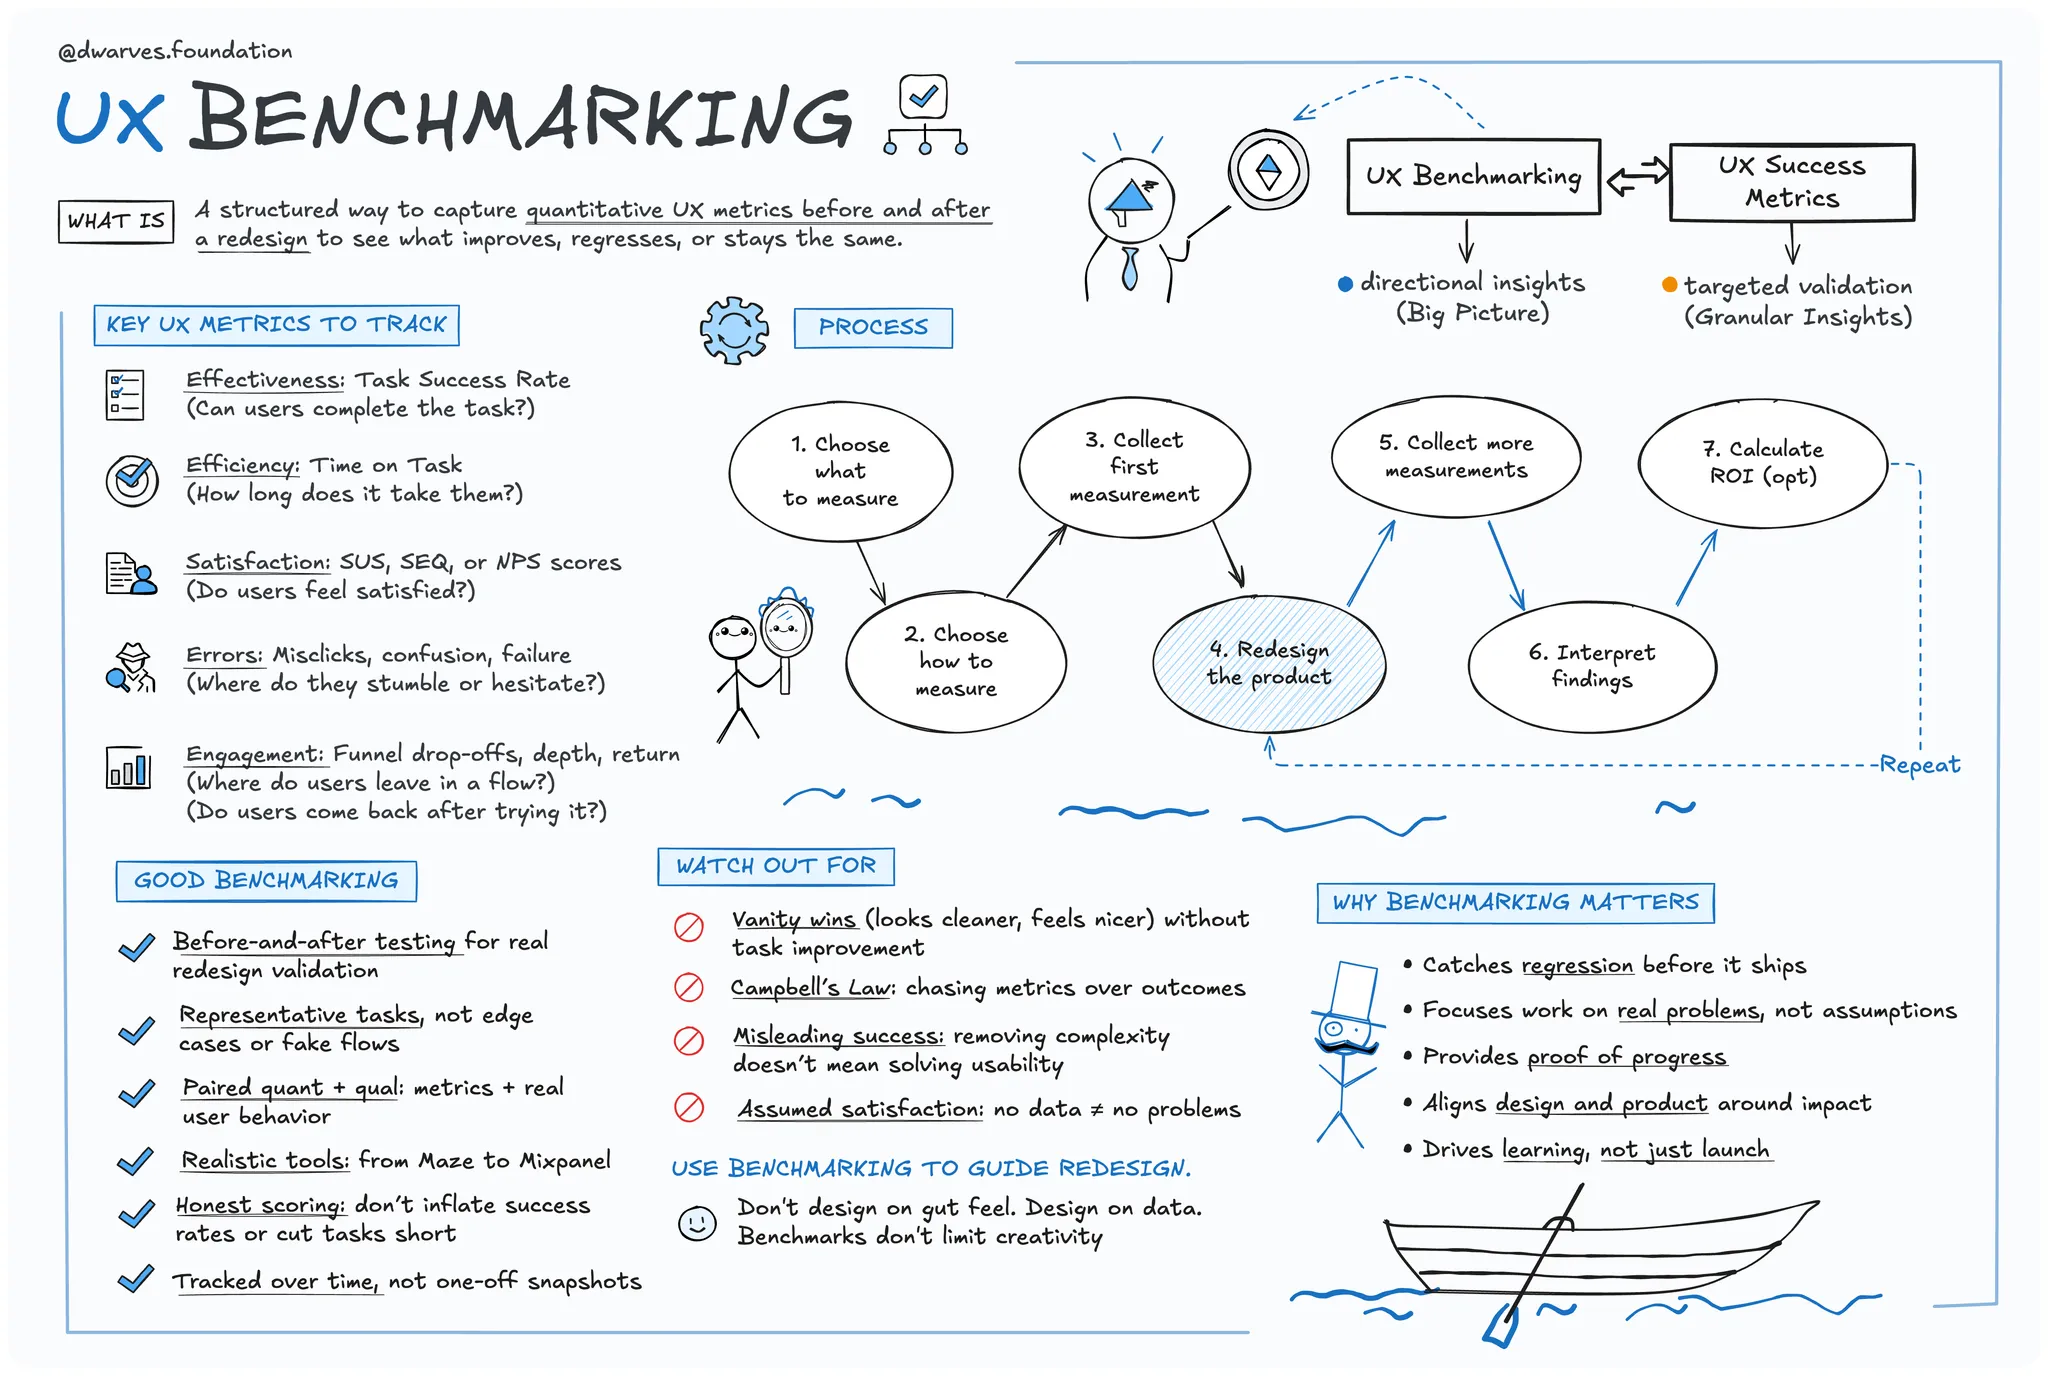 @dwarves.foundation
UX BENCHMARKING
WHAT IS
A structured way to capture quantitative UX metrics before and after
a redesign to see what improves, regresses, or stays the same.
UX Benchmarking
UX Success
Metrics
directional insights
(Big Picture)
targeted validation
(Granular Insights)
KEY UX METRICS TO TRACK
Effectiveness: Task Success Rate
(Can users complete the task?)
Efficiency: Time on Task
(How long does it take them?)
Satisfaction: SUS, SEQ, or NPS scores
(Do users feel satisfied?)
Errors: Misclicks, confusion, failure
(Where do they stumble or hesitate?)
Engagement: Funnel drop-offs, depth, return
(Where do users leave in a flow?)
(Do users come back after trying it?)
PROCESS
1. Choose
what
to measure
2. Choose
how to
measure
3. Collect
first
measurement
4. Redesign
the product
5. Collect more
measurements
6. Interpret
findings
7. Calculate
ROI (opt)
Repeat
GOOD BENCHMARKING
Before-and-after testing for real
redesign validation
Representative tasks, not edge
cases or fake flows
Paired quant + qual: metrics + real
user behavior
Realistic tools: from Maze to Mixpanel
Honest scoring: don't inflate success
rates or cut tasks short
Tracked over time, not one-off snapshots
WATCH OUT FOR
Vanity wins (looks cleaner, feels nicer) without
task improvement
Campbell's Law: chasing metrics over outcomes
Misleading success: removing complexity
doesn't mean solving usability
Assumed satisfaction: no data ≠ no problems
USE BENCHMARKING TO GUIDE REDESIGN.
Don't design on gut feel. Design on data.
Benchmarks don't limit creativity
WHY BENCHMARKING MATTERS
• Catches regression before it ships
• Focuses work on real problems, not assumptions
• Provides proof of progress
• Aligns design and product around impact
• Drives learning, not just launch